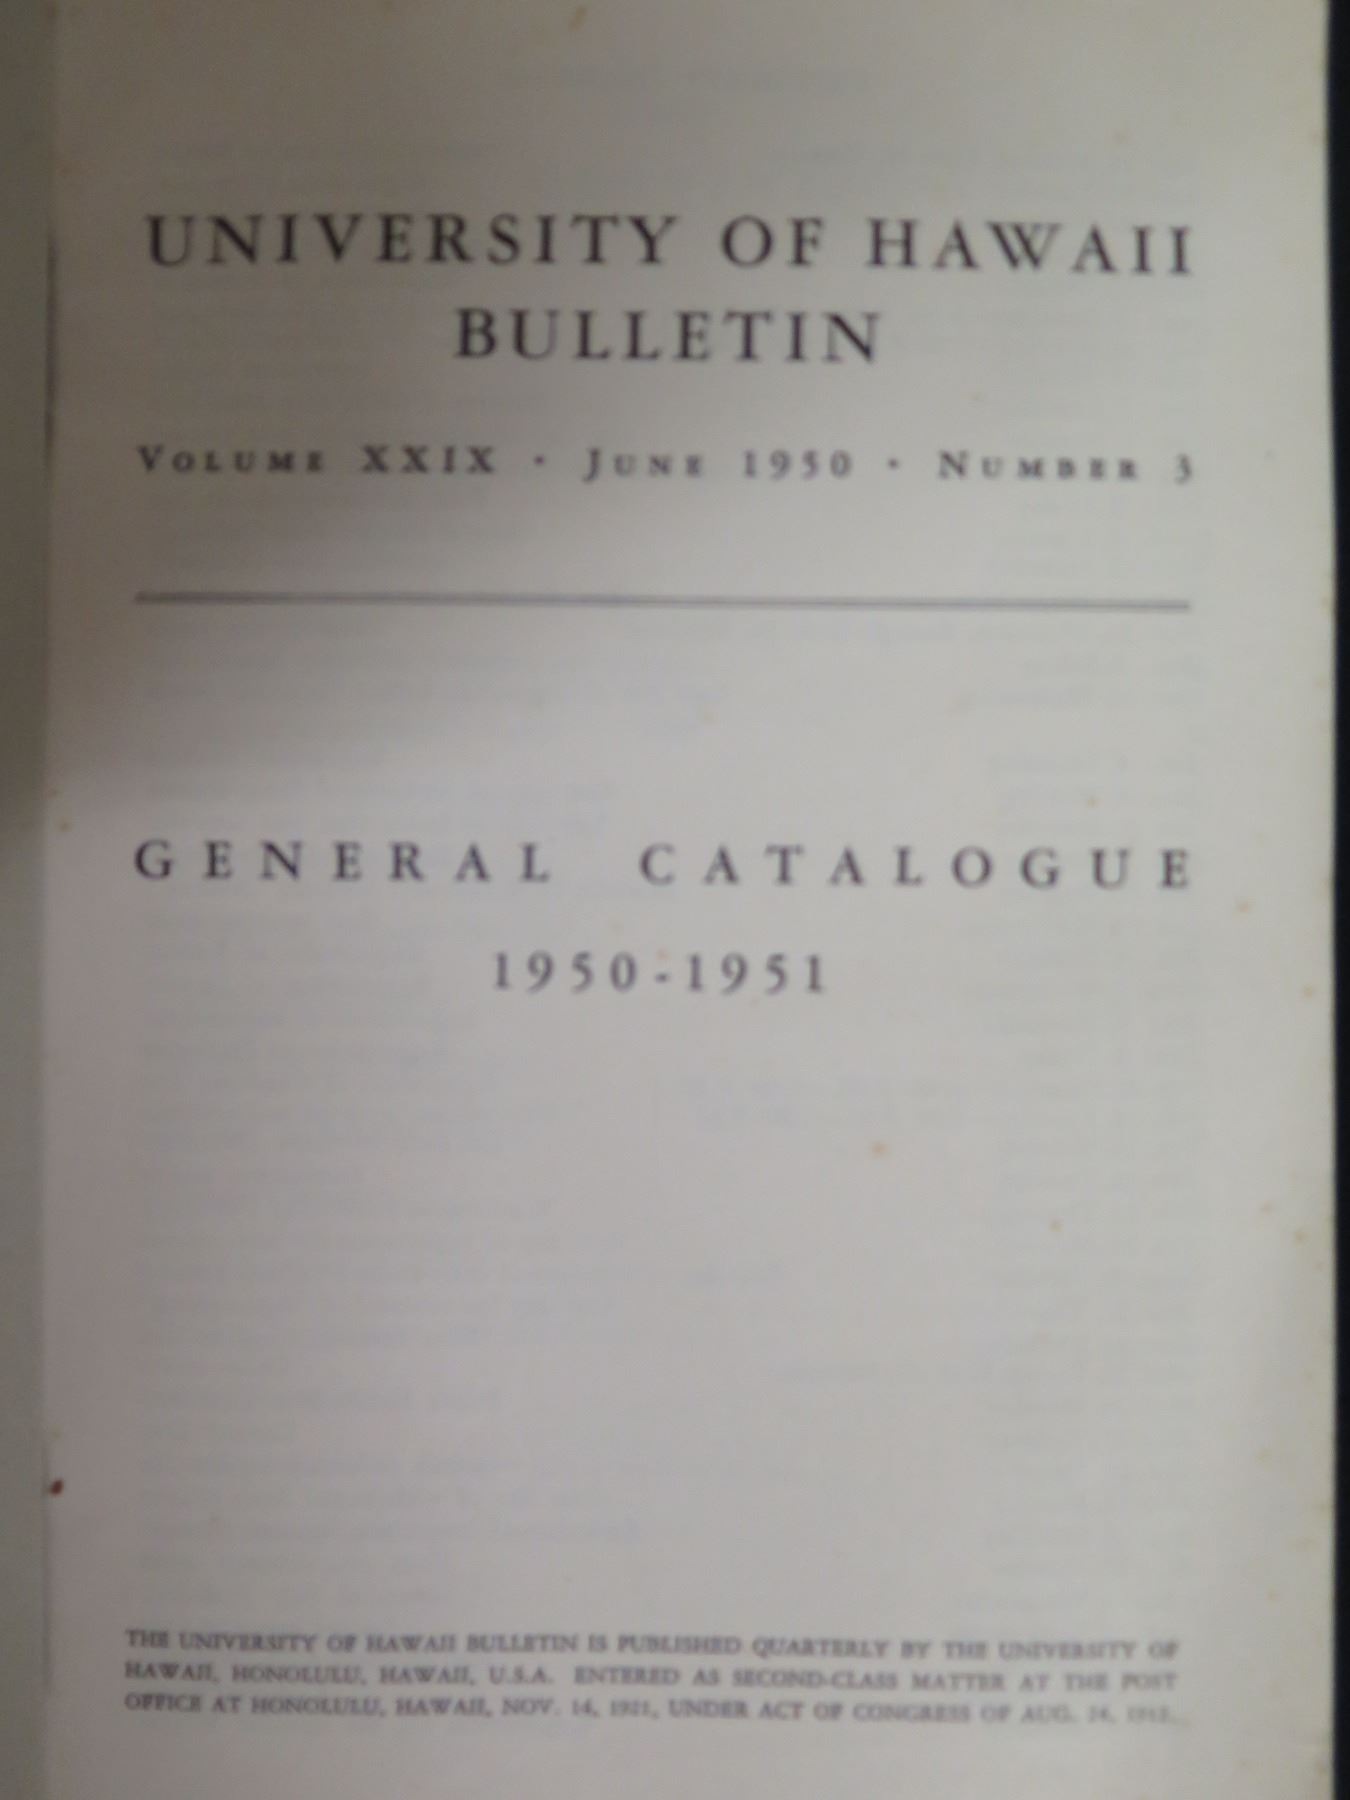 UNIVERSITY OF HAWAII
BULLETIN
VOLUME XXIX · JUNE 1950 · NUMBER 3
GENERAL CATALOGUE
1950-1951
THE UNIVERSITY OF HAWAII BULLETIN IS PUBLISHED QUARTERLY BY THE UNIVERSITY OF
HAWAII, HONOLULU, HAWAII, U.S.A. ENTERED AS SECOND-CLASS MATTER AT THE POST
OFFICE AT HONOLULU, HAWAII, NOV. 14, 1921, UNDER ACT OF CONGRESS OF AUG. 24, 1912.